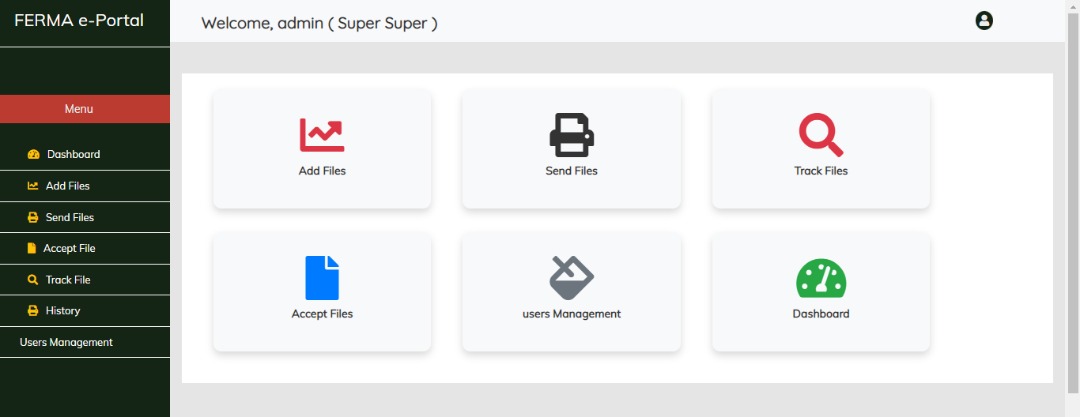 FERMA e-Portal
Welcome, admin ( Super Super )
Menu
Dashboard
Add Files
Send Files
Accept File
Track File
History
Users Management
Add Files
Send Files
Track Files
Accept Files
users Management
Dashboard